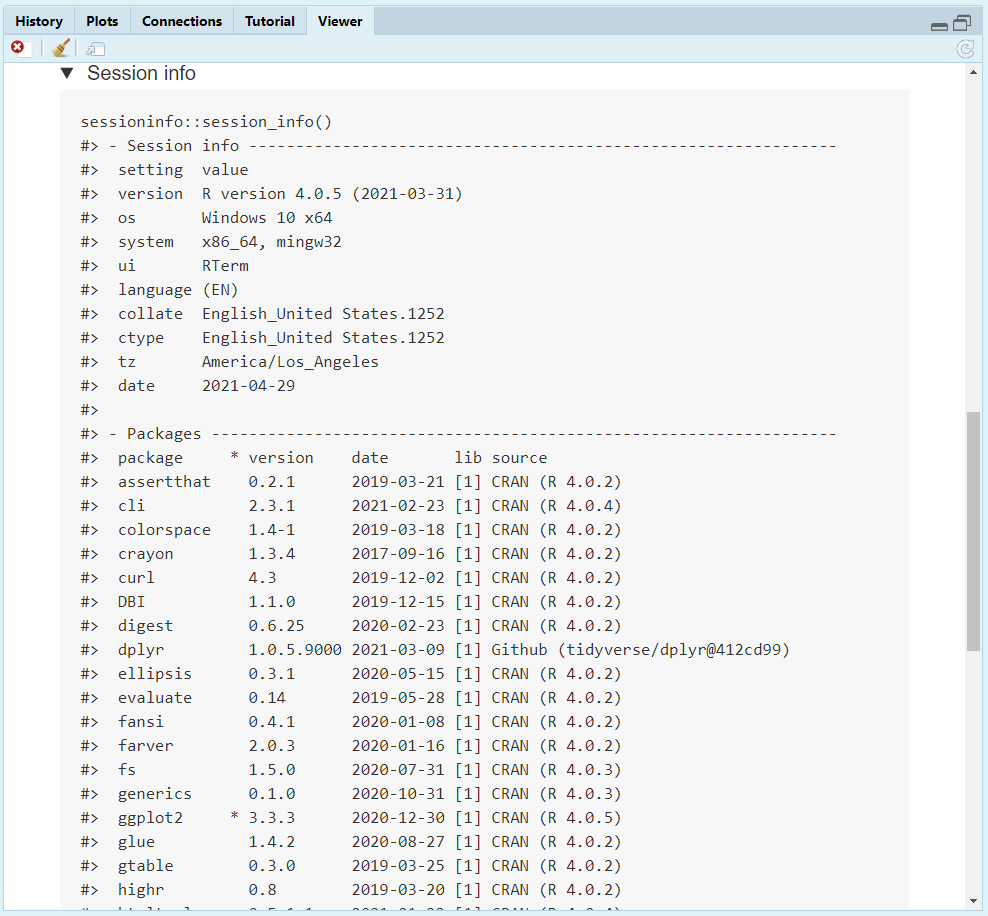 History Plots Connections Tutorial Viewer
▼ Session info
sessioninfo::session_info()
#> - Session info ---------------------------------------------------------------
#>  setting  value
#>  version  R version 4.0.5 (2021-03-31)
#>  os       Windows 10 x64
#>  system   x86_64, mingw32
#>  ui       RTerm
#>  language (EN)
#>  collate  English_United States.1252
#>  ctype    English_United States.1252
#>  tz       America/Los_Angeles
#>  date     2021-04-29
#>
#> - Packages -------------------------------------------------------------------
#>  package     * version    date       lib source
#>  assertthat    0.2.1      2019-03-21 [1] CRAN (R 4.0.2)
#>  cli           2.3.1      2021-02-23 [1] CRAN (R 4.0.4)
#>  colorspace    1.4-1      2019-03-18 [1] CRAN (R 4.0.2)
#>  crayon        1.3.4      2017-09-16 [1] CRAN (R 4.0.2)
#>  curl          4.3        2019-12-02 [1] CRAN (R 4.0.2)
#>  DBI           1.1.0      2019-12-15 [1] CRAN (R 4.0.2)
#>  digest        0.6.25     2020-02-23 [1] CRAN (R 4.0.2)
#>  dplyr         1.0.5.9000 2021-03-09 [1] Github (tidyverse/dplyr@412cd99)
#>  ellipsis      0.3.1      2020-05-15 [1] CRAN (R 4.0.2)
#>  evaluate      0.14       2019-05-28 [1] CRAN (R 4.0.2)
#>  fansi         0.4.1      2020-01-08 [1] CRAN (R 4.0.2)
#>  farver        2.0.3      2020-01-16 [1] CRAN (R 4.0.2)
#>  fs            1.5.0      2020-07-31 [1] CRAN (R 4.0.3)
#>  generics      0.1.0      2020-10-31 [1] CRAN (R 4.0.3)
#>  ggplot2     * 3.3.3      2020-12-30 [1] CRAN (R 4.0.5)
#>  glue          1.4.2      2020-08-27 [1] CRAN (R 4.0.2)
#>  gtable        0.3.0      2019-03-25 [1] CRAN (R 4.0.2)
#>  highr         0.8        2019-03-20 [1] CRAN (R 4.0.2)